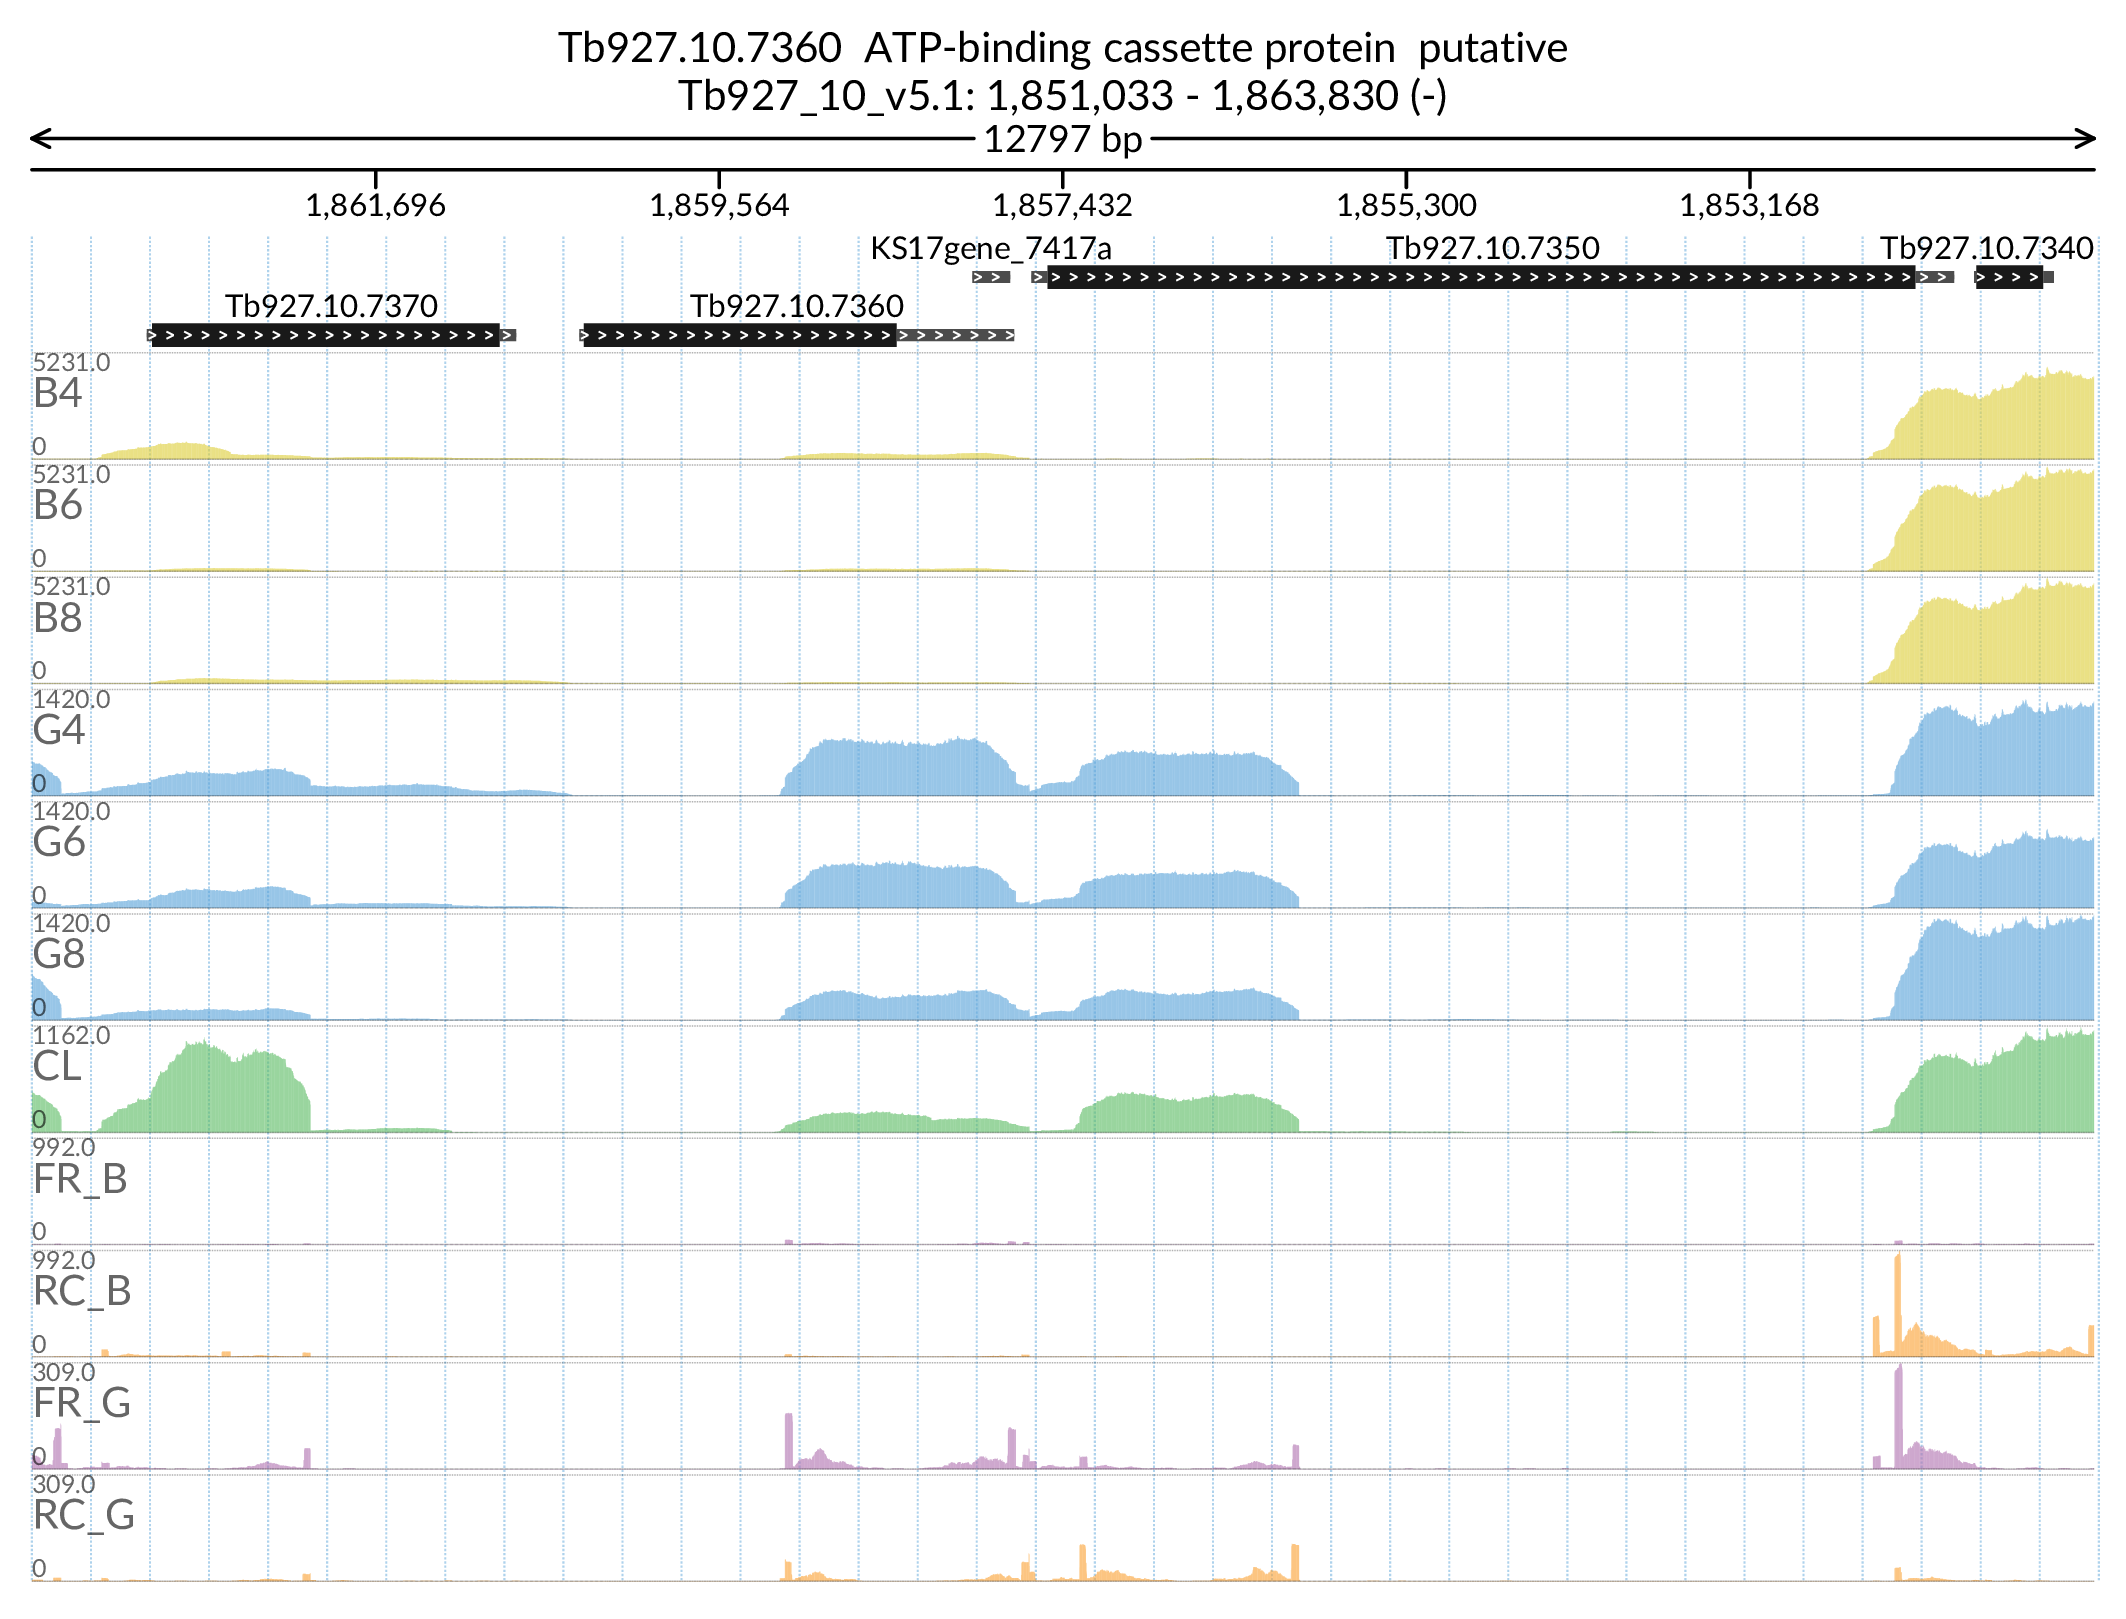 Tb927.10.7360  ATP-binding cassette protein  putative
Tb927_10_v5.1: 1,851,033 - 1,863,830 (-)
12797 bp
1,861,696 1,859,564 1,857,432 1,855,300 1,853,168
KS17gene_7417a Tb927.10.7350 Tb927.10.7340
Tb927.10.7370 Tb927.10.7360
5231.0
B4
0
5231.0
B6
0
5231.0
B8
0
1420.0
G4
0
1420.0
G6
0
1420.0
G8
0
1162.0
CL
0
992.0
FR_B
0
992.0
RC_B
0
309.0
FR_G
0
309.0
RC_G
0